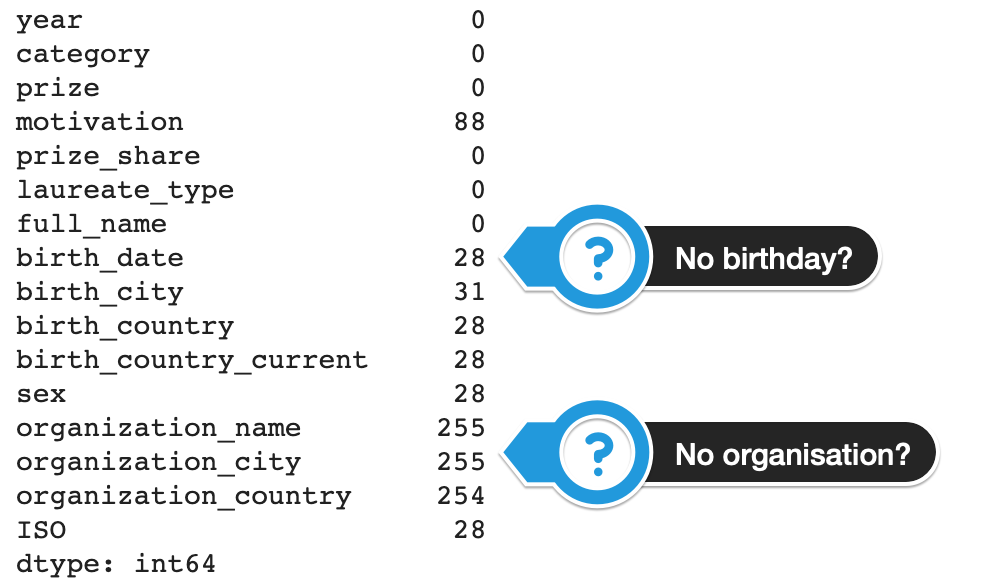 year 0
category 0
prize 0
motivation 88
prize_share 0
laureate_type 0
full_name 0
birth_date 28 ? No birthday?
birth_city 31
birth_country 28
birth_country_current 28
sex 28
organization_name 255
organization_city 255 ? No organisation?
organization_country 254
ISO 28
dtype: int64